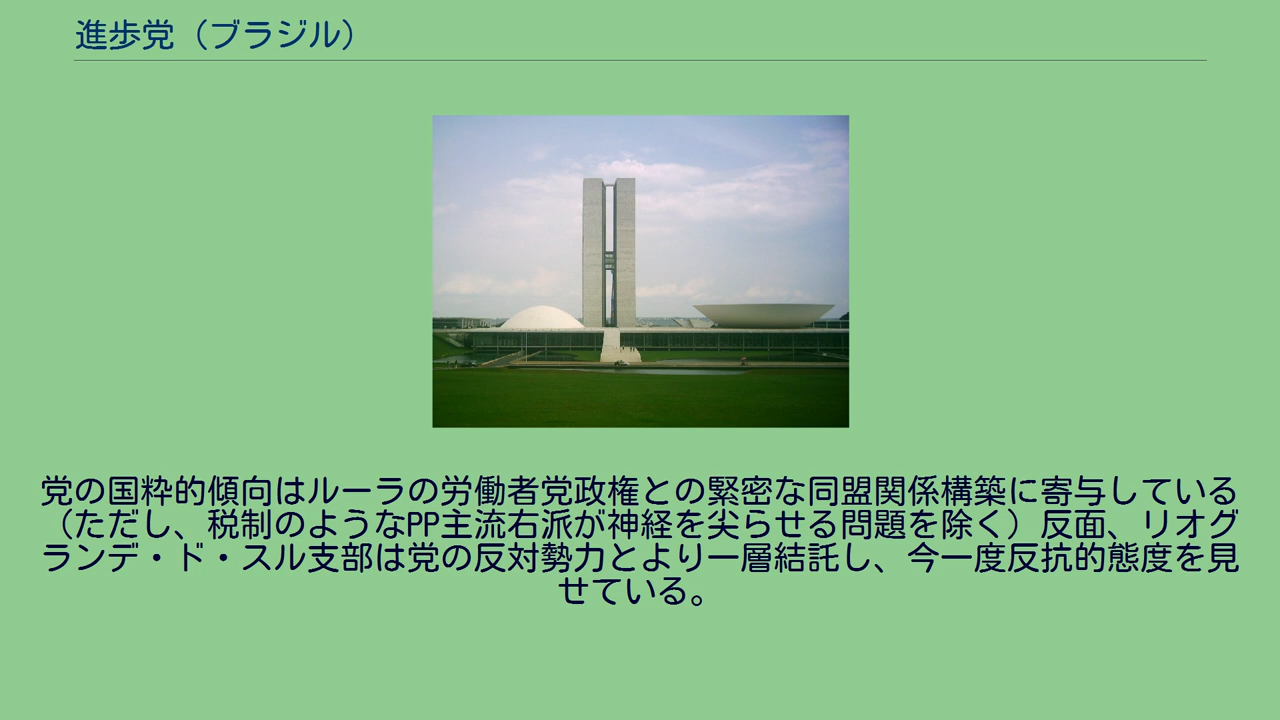 進歩党（ブラジル）
党の国粋的傾向はルーラの労働者党政権との緊密な同盟関係構築に寄与している
（ただし、税制のようなPP主流右派が神経を尖らせる問題を除く）反面、リオグ
ランデ・ド・スル支部は党の反対勢力とより一層結託し、今一度反抗的態度を見
せている。